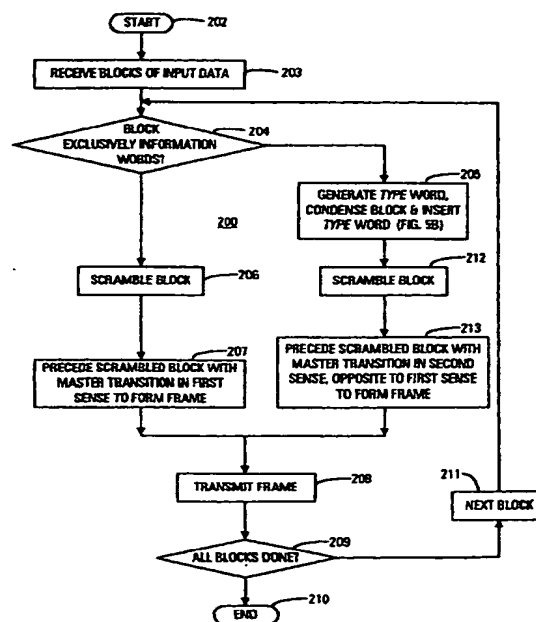 START
202
RECEIVE BLOCKS OF INPUT DATA
203
BLOCK
EXCLUSIVELY INFORMATION
WORDS?
204
205
GENERATE TYPE WORD,
CONDENSE BLOCK & INSERT
TYPE WORD (FIG. 5B)
200
SCRAMBLE BLOCK
206
SCRAMBLE BLOCK
212
207
PRECEDE SCRAMBLED BLOCK WITH
MASTER TRANSITION IN FIRST
SENSE TO FORM FRAME
213
PRECEDE SCRAMBLED BLOCK WITH
MASTER TRANSITION IN SECOND
SENSE, OPPOSITE TO FIRST SENSE
TO FORM FRAME
TRANSMIT FRAME
208
211
NEXT BLOCK
ALL BLOCKS DONE?
209
END
210